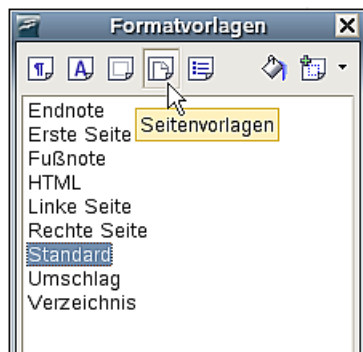 Formatvorlagen
Seitenvorlagen
Endnote
Erste Seite
Fußnote
HTML
Linke Seite
Rechte Seite
Standard
Umschlag
Verzeichnis